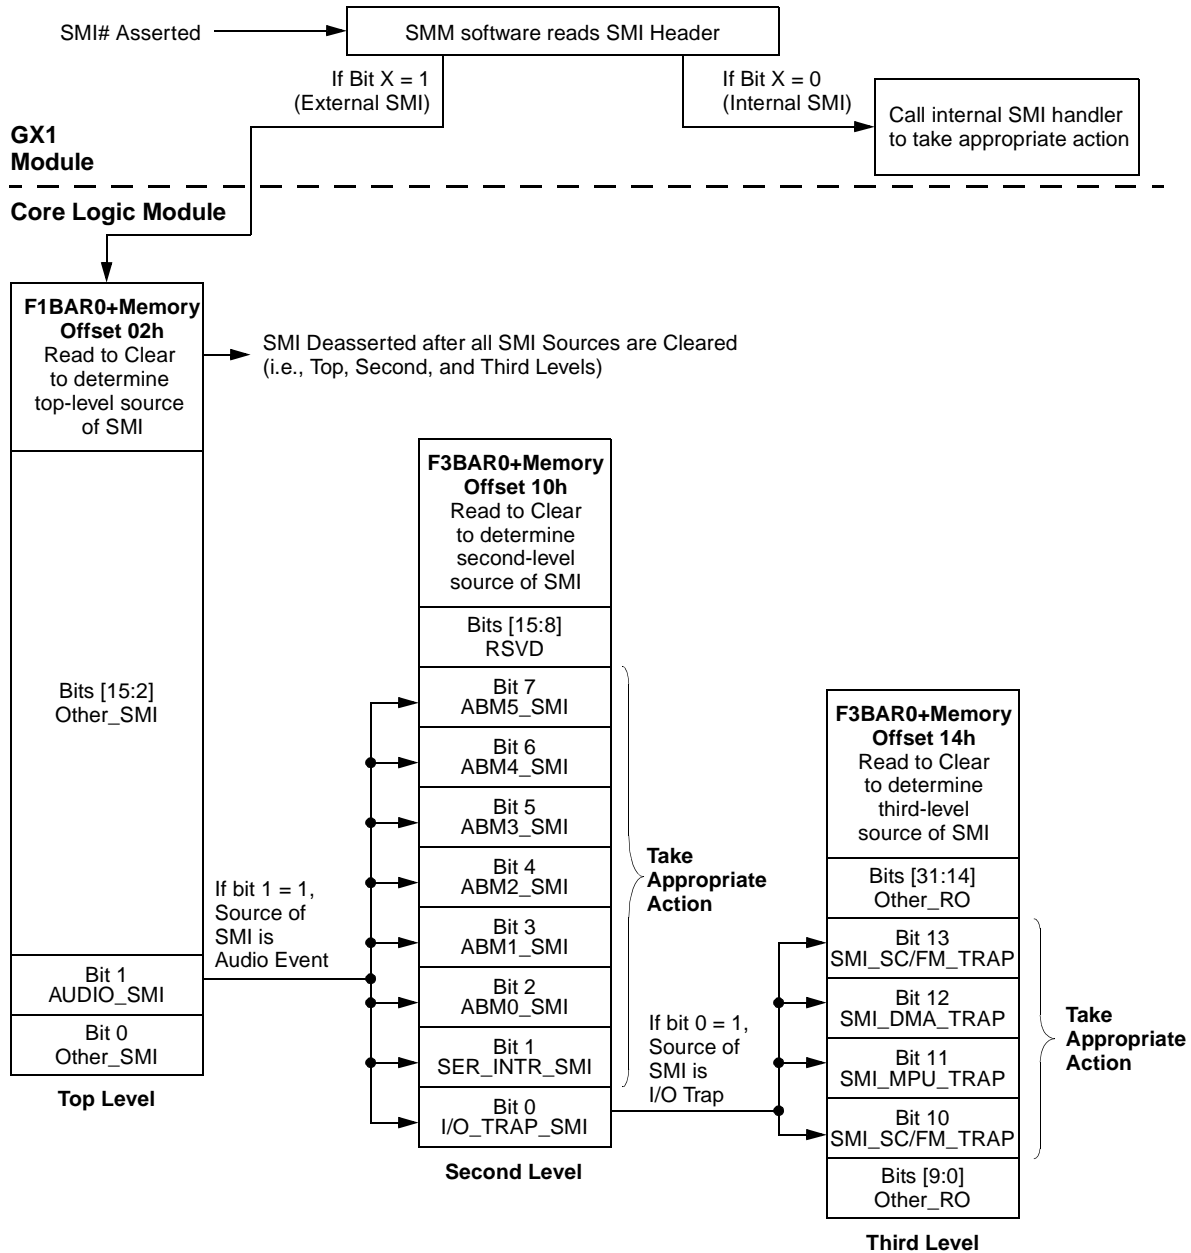 SMI# Asserted
SMM software reads SMI Header
If Bit X = 1
(External SMI)
If Bit X = 0
(Internal SMI)
Call internal SMI handler
to take appropriate action
GX1
Module
Core Logic Module
F1BAR0+Memory
Offset 02h
Read to Clear
to determine
top-level source
of SMI
SMI Deasserted after all SMI Sources are Cleared
(i.e., Top, Second, and Third Levels)
Bits [15:2]
Other_SMI
Bit 1
AUDIO_SMI
Bit 0
Other_SMI
Top Level
If bit 1 = 1,
Source of
SMI is
Audio Event
F3BAR0+Memory
Offset 10h
Read to Clear
to determine
second-level
source of SMI
Bits [15:8]
RSVD
Bit 7
ABM5_SMI
Bit 6
ABM4_SMI
Bit 5
ABM3_SMI
Bit 4
ABM2_SMI
Bit 3
ABM1_SMI
Bit 2
ABM0_SMI
Bit 1
SER_INTR_SMI
Bit 0
I/O_TRAP_SMI
Second Level
Take
Appropriate
Action
If bit 0 = 1,
Source of
SMI is
I/O Trap
F3BAR0+Memory
Offset 14h
Read to Clear
to determine
third-level
source of SMI
Bits [31:14]
Other_RO
Bit 13
SMI_SC/FM_TRAP
Bit 12
SMI_DMA_TRAP
Bit 11
SMI_MPU_TRAP
Bit 10
SMI_SC/FM_TRAP
Bits [9:0]
Other_RO
Third Level
Take
Appropriate
Action